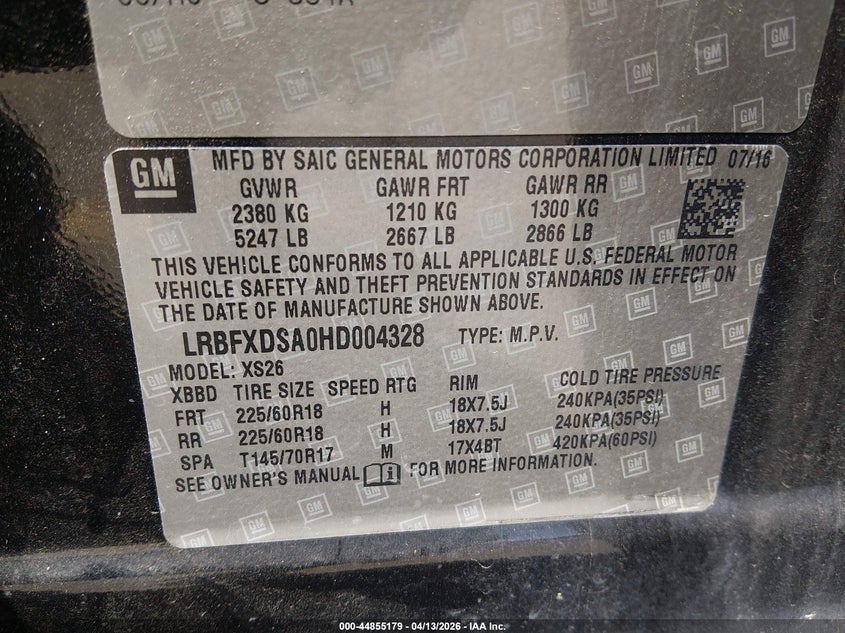 GM
MFD BY SAIC GENERAL MOTORS CORPORATION LIMITED 07/16
GVWR GAWR FRT GAWR RR
2380 KG 1210 KG 1300 KG
5247 LB 2667 LB 2866 LB
THIS VEHICLE CONFORMS TO ALL APPLICABLE U.S. FEDERAL MOTOR
VEHICLE SAFETY AND THEFT PREVENTION STANDARDS IN EFFECT ON
THE DATE OF MANUFACTURE SHOWN ABOVE.
LRBFXDSA0HD004328 TYPE: M.P.V.
MODEL: XS26
XBBD TIRE SIZE SPEED RTG RIM COLD TIRE PRESSURE
FRT 225/60R18 H 18X7.5J 240KPA(35PSI)
RR 225/60R18 H 18X7.5J 240KPA(35PSI)
SPA T145/70R17 M 17X4BT 420KPA(60PSI)
SEE OWNER'S MANUAL i FOR MORE INFORMATION.
000-44855179 | 04/13/2026 | IAA Inc.